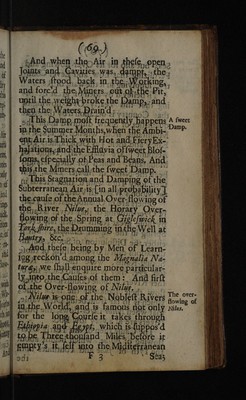 (69.)
And when the Air in these open
Joints and Cavities was dampt, the
Waters stood back in the Working,
and forc'd the Miners out of the Pit,
until the weight broke the Damp, and
then the Waters Drain'd.
This Damp most frequently happens
in the Summer Months, when the Ambi-
ent Air is Thick with Hot and Fiery Ex-
halations, and the Effluvia of sweet Blos-
soms, especially of Peas and Beans. And
this the Miners call the sweet Damp.
A sweet
Damp.
This Stagnation and Damping of the
Subterranean Air is [in all probability]
the cause of the Annual Over-flowing of
the River Nilus, the Horary Over-
flowing of the Spring at Gigleswick in
York-shire, the Drumming in the Well at
&c.
And these being by Men of Learn-
ing reckon'd among the Magnalia Na-
turæ, we shall enquire more particular-
ly into the Causes of them: And first
of the Over-flowing of Nilus.
Nilus is one of the Noblest Rivers
in the World, and is famous not only
for the long Course it takes through
Ethiopia and Egypt, which is suppos'd
to be Three thousand Miles before it
empty's it self into the Mediterranean
The over-
flowing of
Nilus.
F 3
Sea;